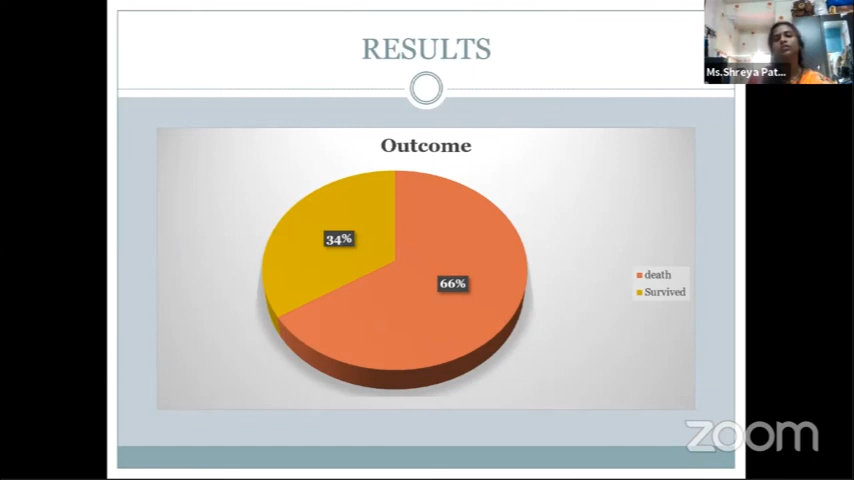 RESULTS
Ms.Shreya Pat...
Outcome
34%
66%
death
Survived
zoom